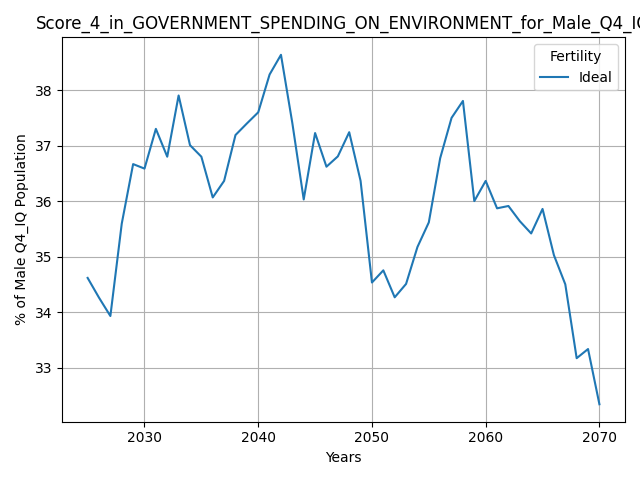 Score_4_in_GOVERNMENT_SPENDING_ON_ENVIRONMENT_for_Male_Q4_IQ
Fertility
Ideal
% of Male Q4_IQ Population
38
37
36
35
34
33
2030 2040 2050 2060 2070
Years